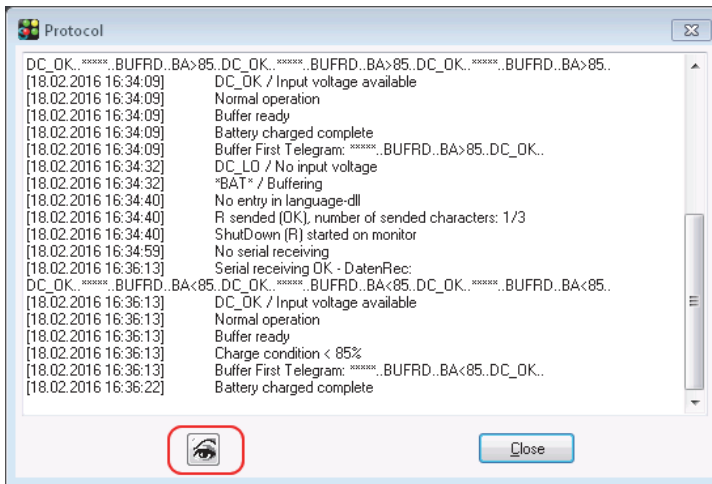 Protocol
DC_OK..*****..BUFRD..BA>85..DC_OK..*****..BUFRD..BA>85..DC_OK..*****..BUFRD..BA>85..
[18.02.2016 16:34:09] DC_OK / Input voltage available
[18.02.2016 16:34:09] Normal operation
[18.02.2016 16:34:09] Buffer ready
[18.02.2016 16:34:09] Battery charged complete
[18.02.2016 16:34:09] Buffer First Telegram: *****..BUFRD..BA>85..DC_OK..
[18.02.2016 16:34:32] DC_LO / No input voltage
[18.02.2016 16:34:32] *BAT* / Buffering
[18.02.2016 16:34:40] No entry in language-dll
[18.02.2016 16:34:40] R sended (OK), number of sended characters: 1/3
[18.02.2016 16:34:40] ShutDown (R) started on monitor
[18.02.2016 16:34:59] No serial receiving
[18.02.2016 16:36:13] Serial receiving OK - DatenRec:
DC_OK..*****..BUFRD..BA<85..DC_OK..*****..BUFRD..BA<85..DC_OK..*****..BUFRD..BA<85..
[18.02.2016 16:36:13] DC_OK / Input voltage available
[18.02.2016 16:36:13] Normal operation
[18.02.2016 16:36:13] Buffer ready
[18.02.2016 16:36:13] Charge condition < 85%
[18.02.2016 16:36:13] Buffer First Telegram: *****..BUFRD..BA<85..DC_OK..
[18.02.2016 16:36:22] Battery charged complete
Close